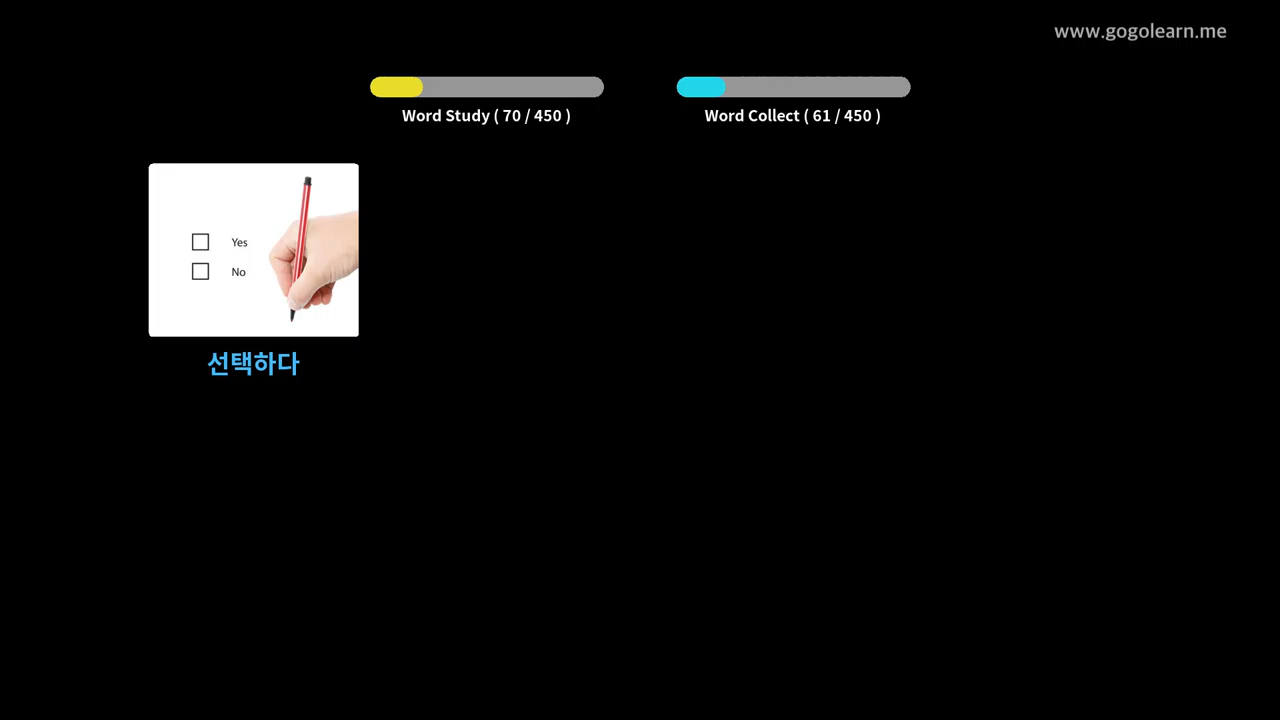 www.gogolearn.me
Word Study ( 70 / 450 )
Word Collect ( 61 / 450 )
Yes
No
선택하다